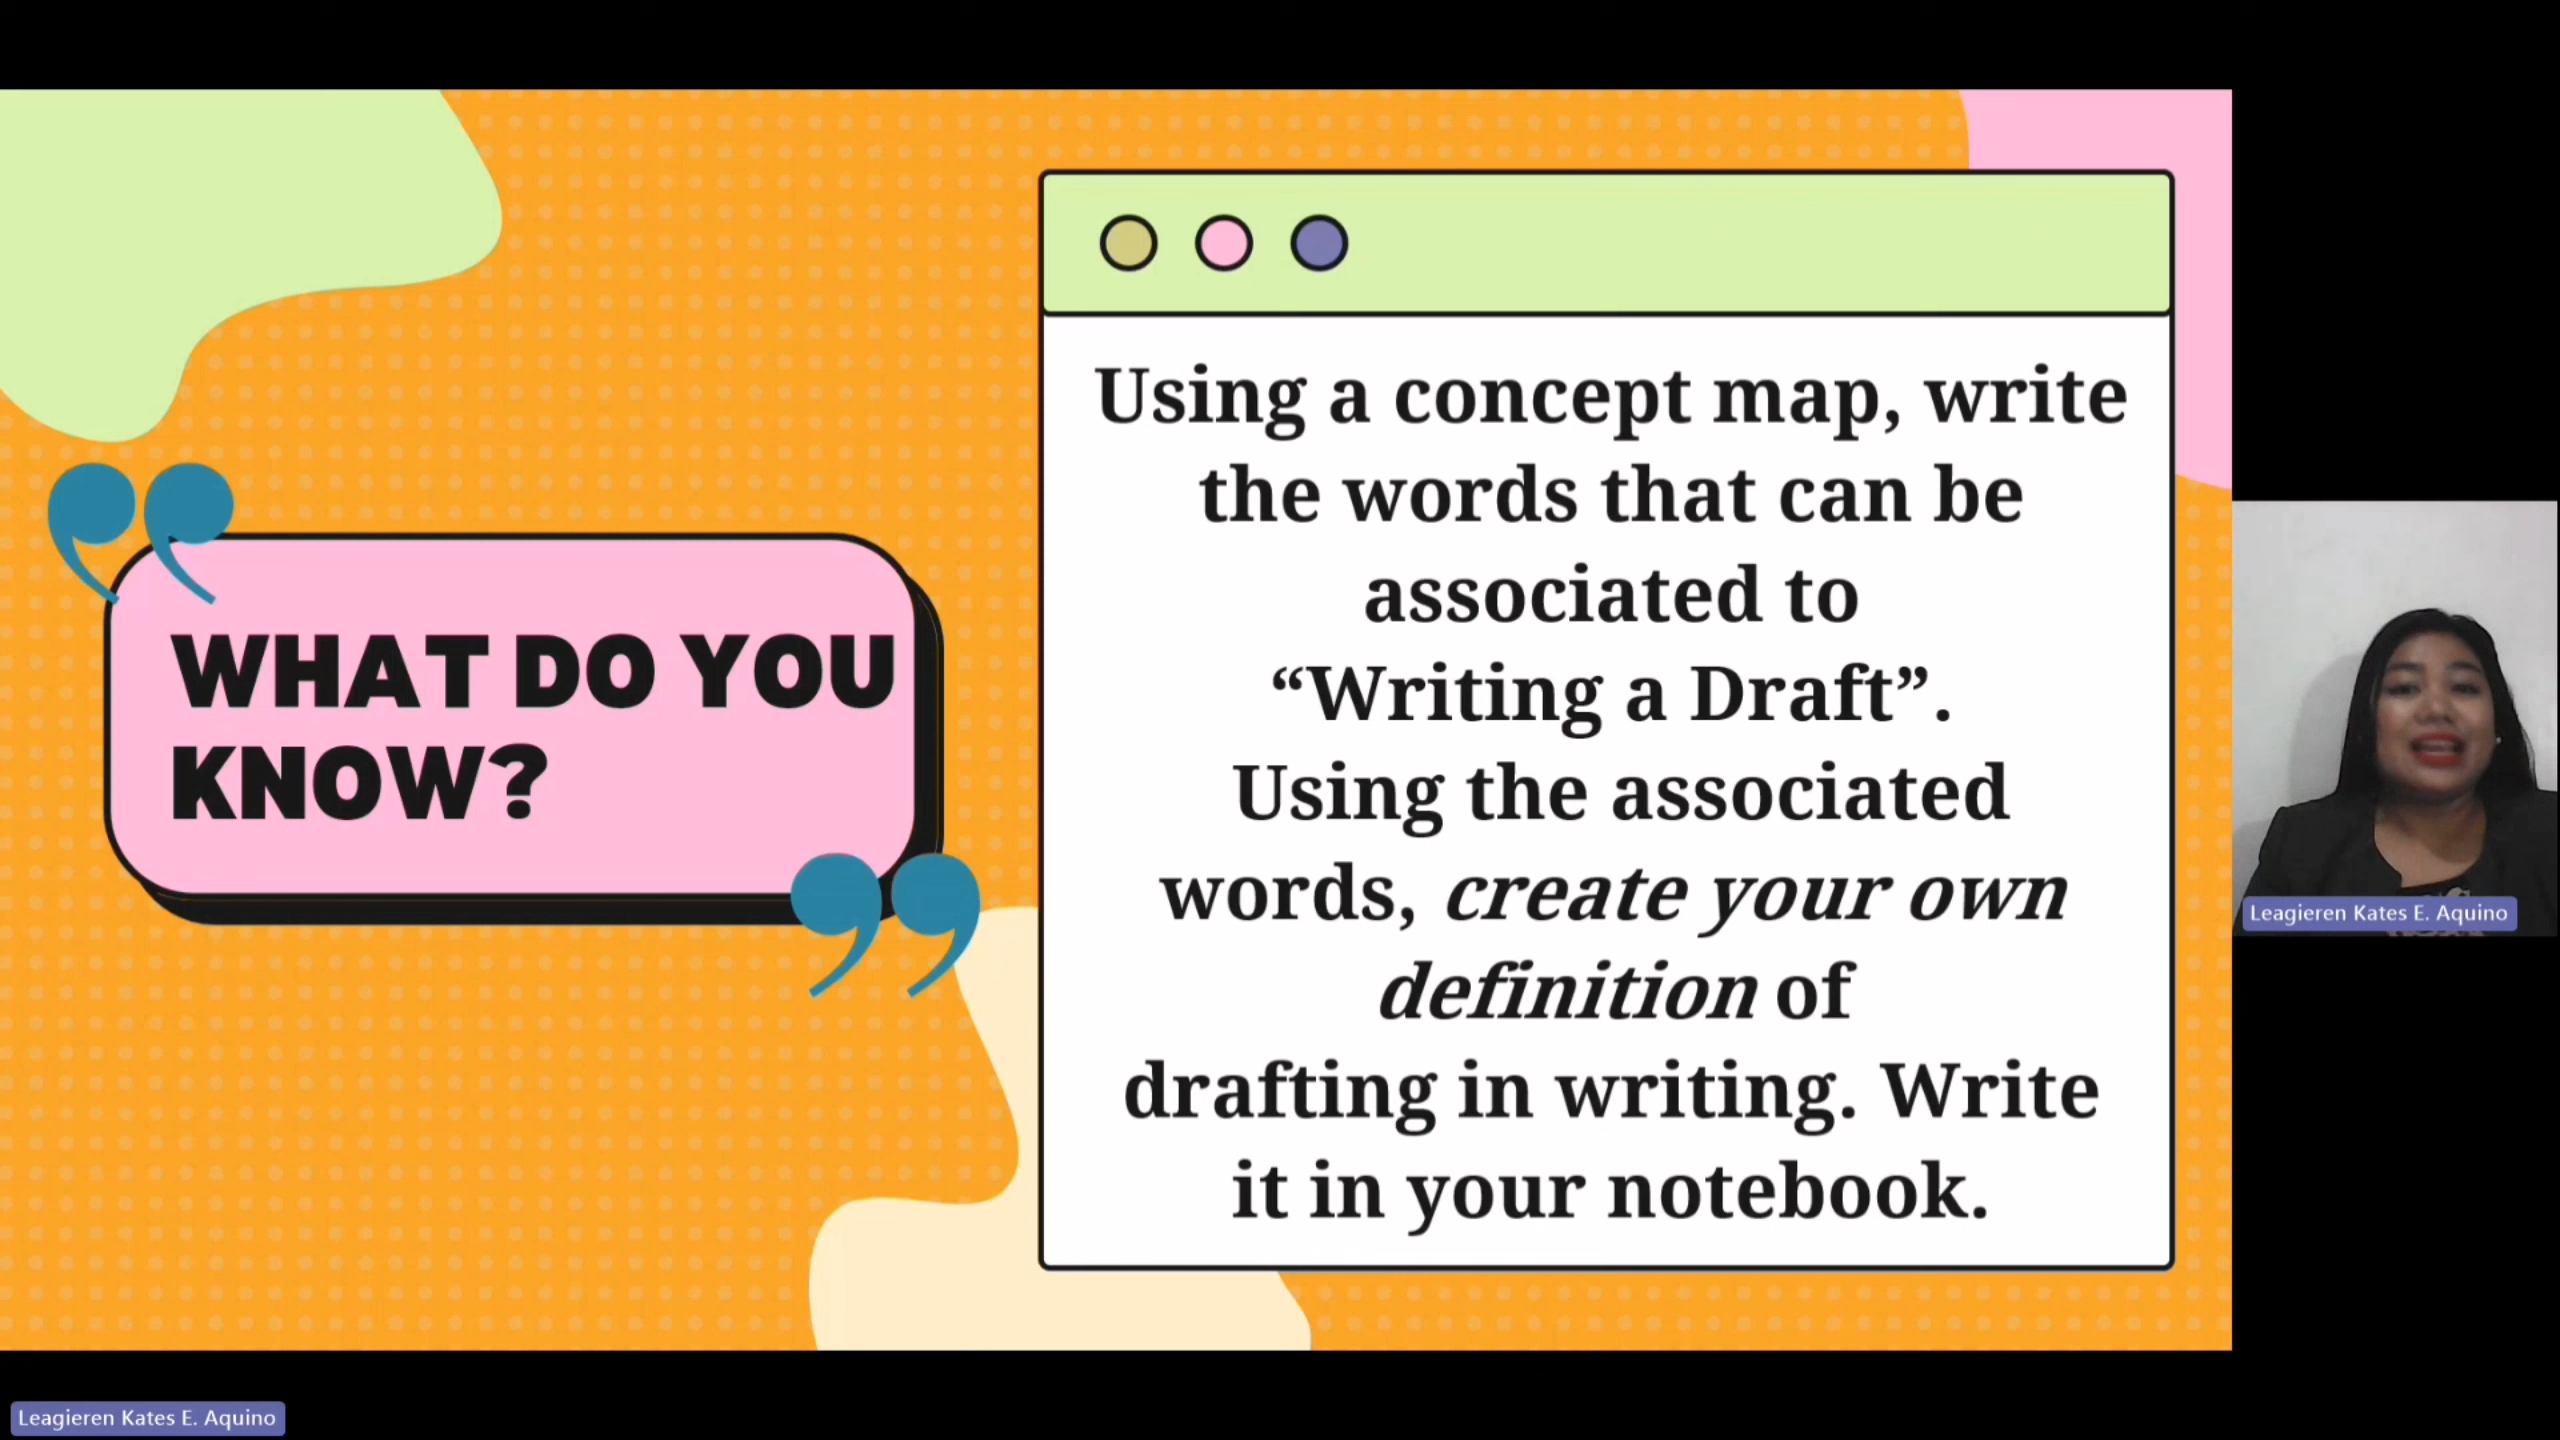 WHAT DO YOU
KNOW?
Using a concept map, write
the words that can be
associated to
“Writing a Draft”.
Using the associated
words, create your own
definition of
drafting in writing. Write
it in your notebook.
Leagieren Kates E. Aquino
Leagieren Kates E. Aquino